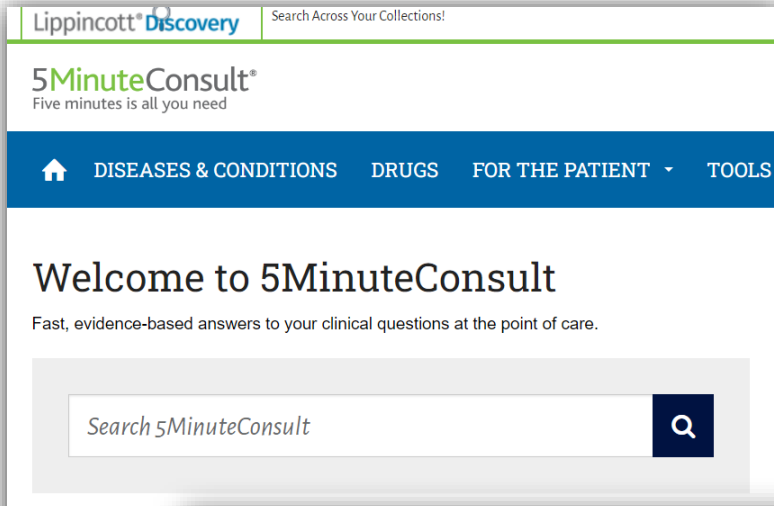 Lippincott® Discovery
Search Across Your Collections!
5MinuteConsult®
Five minutes is all you need
DISEASES & CONDITIONS DRUGS FOR THE PATIENT TOOLS
Welcome to 5MinuteConsult
Fast, evidence-based answers to your clinical questions at the point of care.
Search 5MinuteConsult